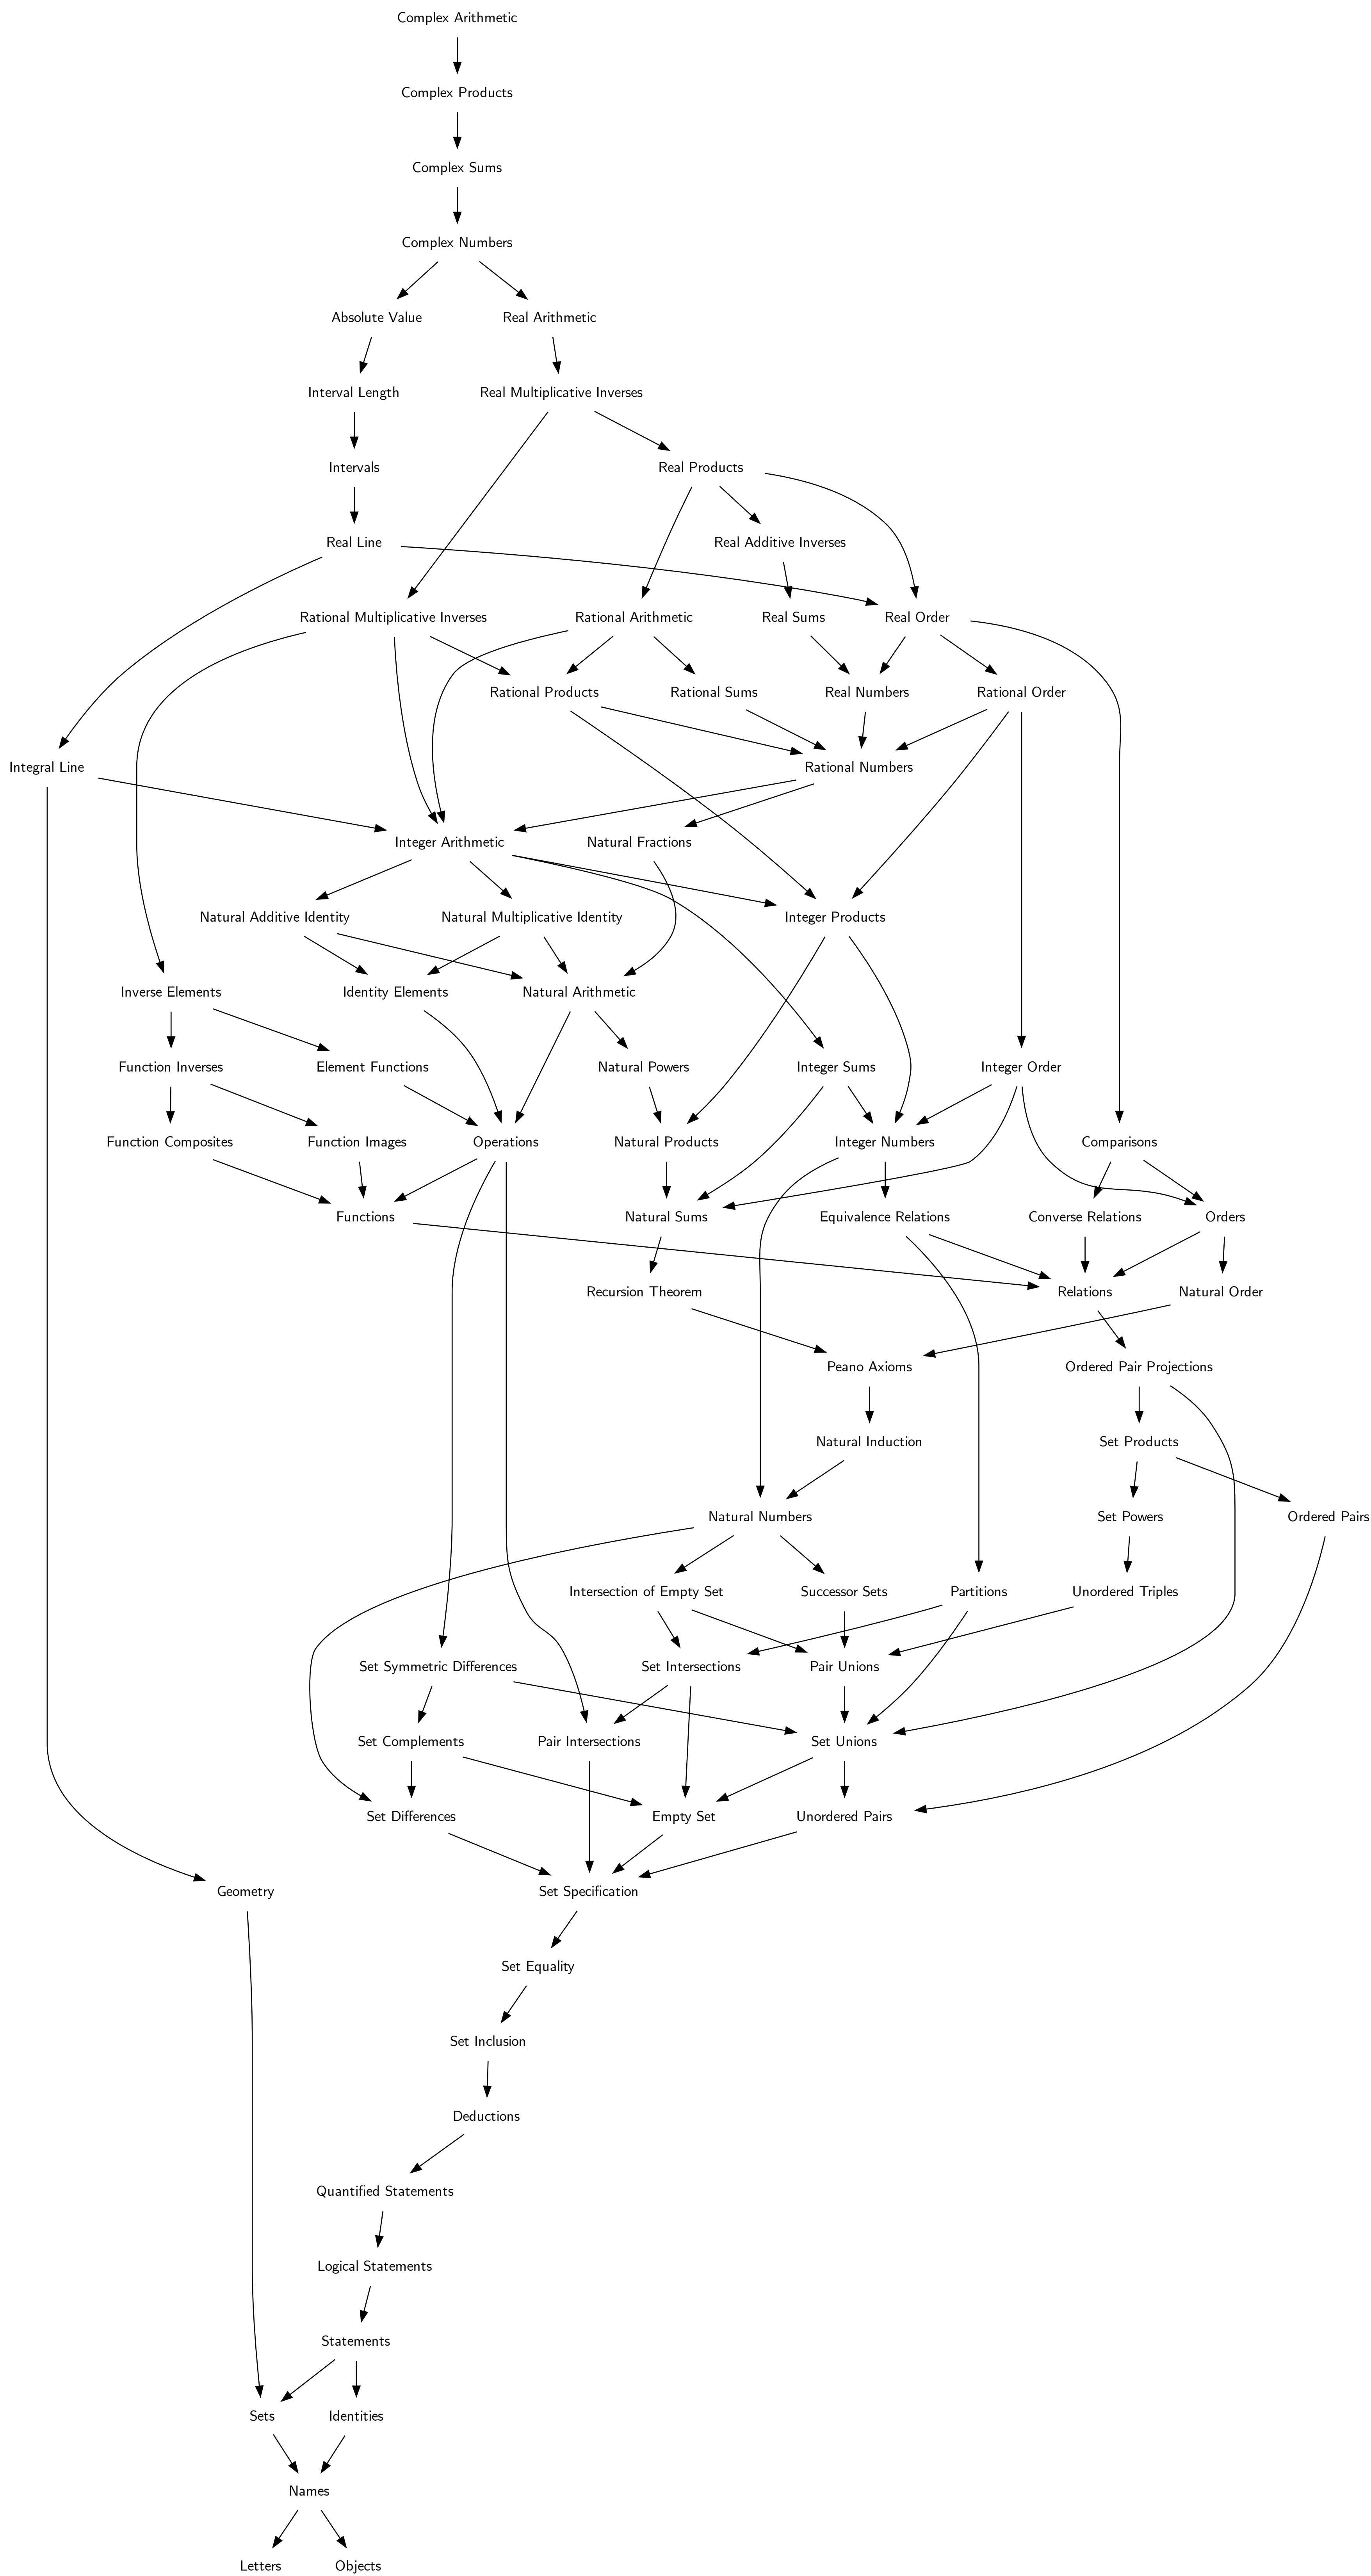 Complex Arithmetic
Complex Products
Complex Sums
Complex Numbers
Absolute Value
Real Arithmetic
Interval Length
Real Multiplicative Inverses
Intervals
Real Products
Real Line
Real Additive Inverses
Rational Multiplicative Inverses
Rational Arithmetic
Real Sums
Real Order
Rational Products
Rational Sums
Real Numbers
Rational Order
Integral Line
Rational Numbers
Integer Arithmetic
Natural Fractions
Natural Additive Identity
Natural Multiplicative Identity
Integer Products
Inverse Elements
Identity Elements
Natural Arithmetic
Function Inverses
Element Functions
Natural Powers
Integer Sums
Integer Order
Function Composites
Function Images
Operations
Natural Products
Integer Numbers
Comparisons
Functions
Natural Sums
Equivalence Relations
Converse Relations
Orders
Recursion Theorem
Relations
Natural Order
Peano Axioms
Ordered Pair Projections
Natural Induction
Set Products
Natural Numbers
Set Powers
Ordered Pairs
Intersection of Empty Set
Successor Sets
Partitions
Unordered Triples
Set Symmetric Differences
Set Intersections
Pair Unions
Set Complements
Pair Intersections
Set Unions
Set Differences
Empty Set
Unordered Pairs
Geometry
Set Specification
Set Equality
Set Inclusion
Deductions
Quantified Statements
Logical Statements
Statements
Sets
Identities
Names
Letters
Objects